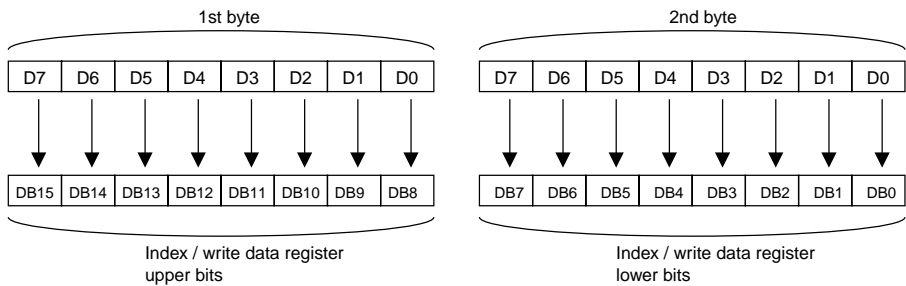 1st byte
2nd byte
D7 D6 D5 D4 D3 D2 D1 D0
D7 D6 D5 D4 D3 D2 D1 D0
DB15 DB14 DB13 DB12 DB11 DB10 DB9 DB8
DB7 DB6 DB5 DB4 DB3 DB2 DB1 DB0
Index / write data register
upper bits
Index / write data register
lower bits